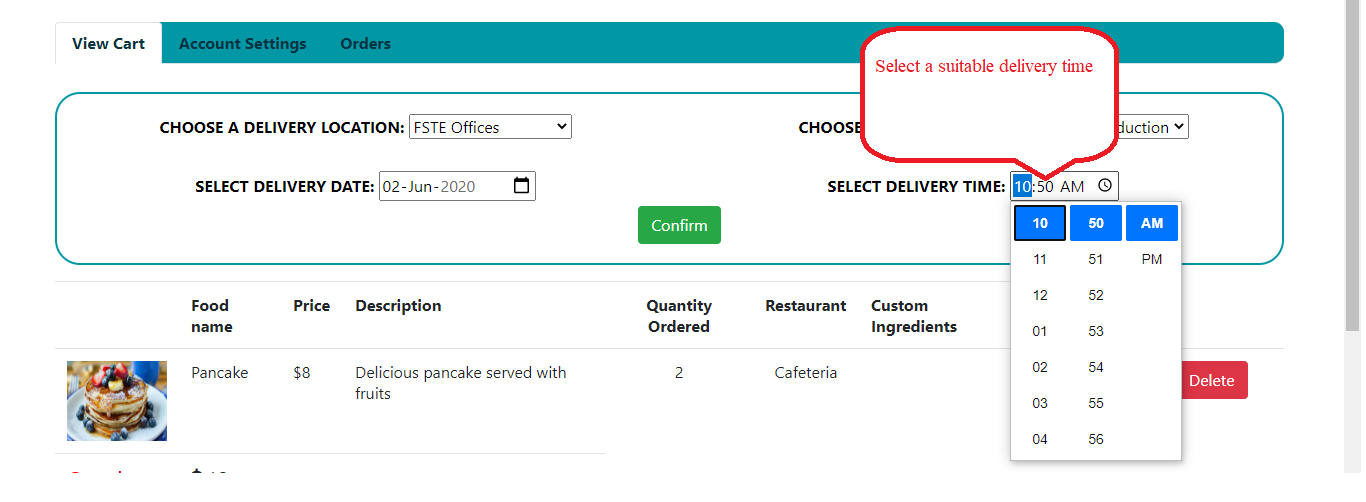 View Cart Account Settings Orders
Select a suitable delivery time
CHOOSE A DELIVERY LOCATION: FSTE Offices CHOOSE
SELECT DELIVERY DATE: 02-Jun-2020 SELECT DELIVERY TIME: 10:50 AM
Confirm
10 50 AM
11 51 PM
12 52
01 53
02 54
03 55
04 56
Food name Price Description Quantity Ordered Restaurant Custom Ingredients
Pancake $8 Delicious pancake served with 2 Cafeteria Delete
fruits